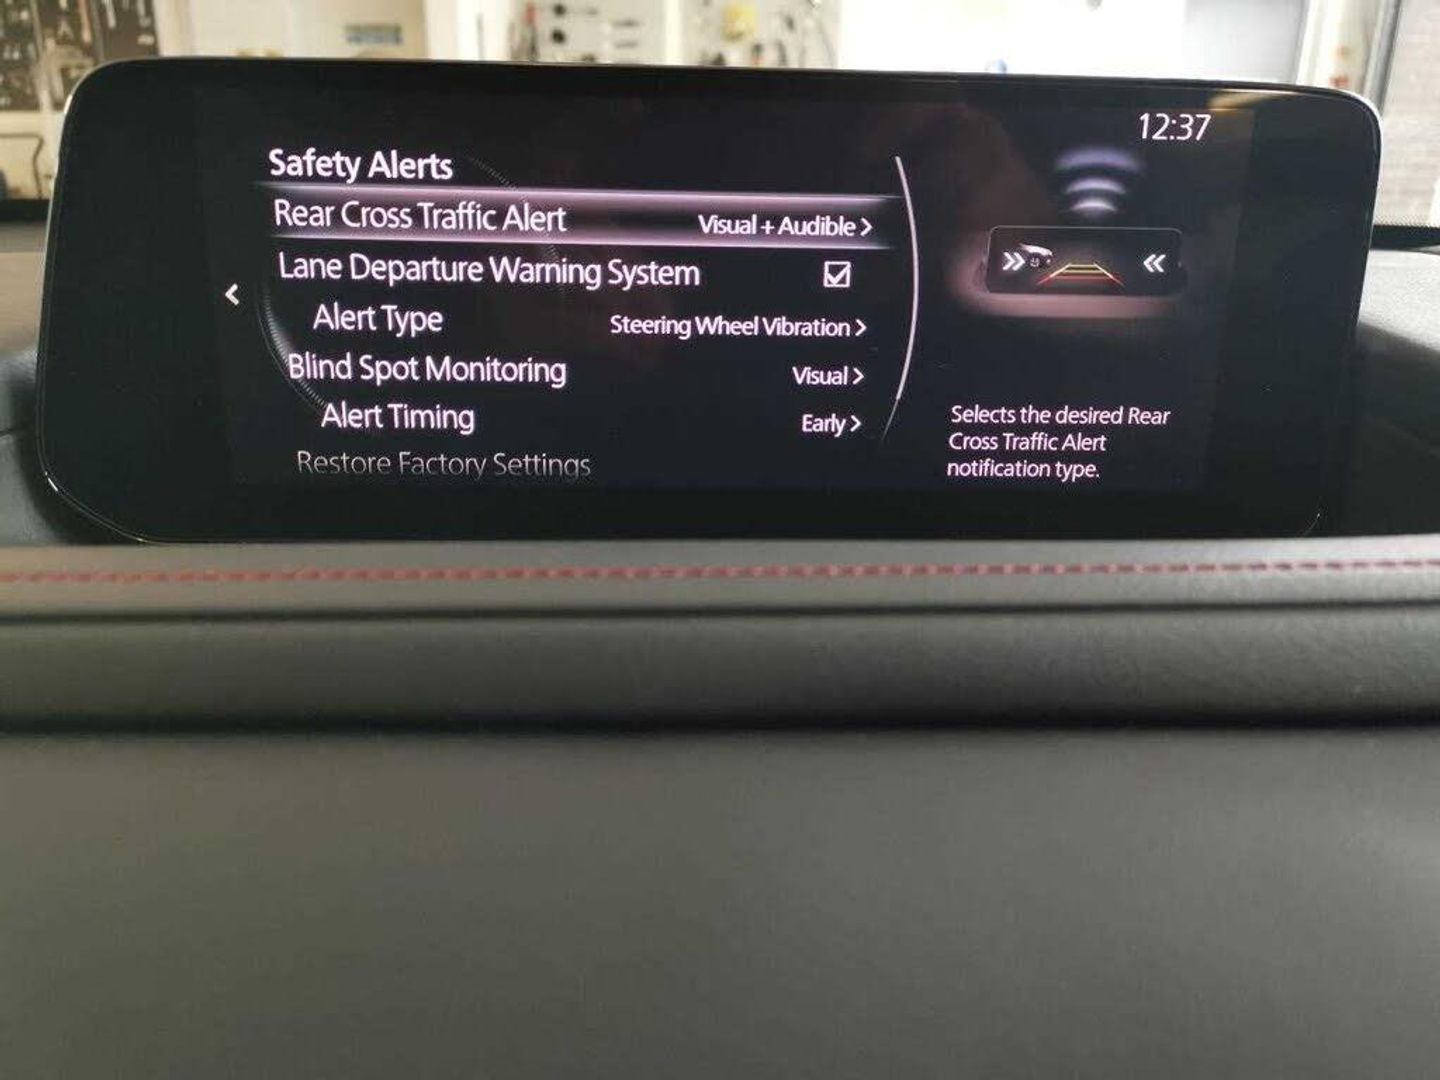 12:37
Safety Alerts
Rear Cross Traffic Alert Visual + Audible >
Lane Departure Warning System
Alert Type Steering Wheel Vibration >
Blind Spot Monitoring Visual >
Alert Timing Early >
Restore Factory Settings
Selects the desired Rear
Cross Traffic Alert
notification type.